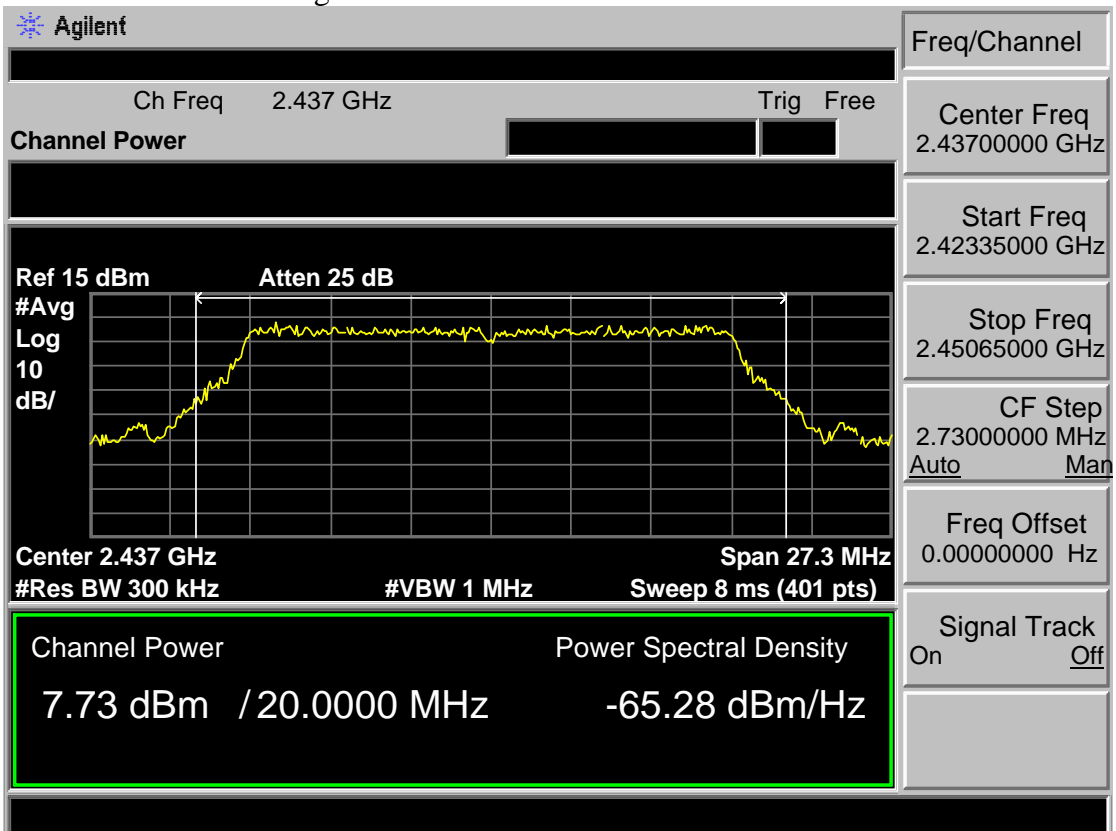 Agilent
Freq/Channel
Ch Freq 2.437 GHz Trig Free
Channel Power
Center Freq
2.43700000 GHz
Start Freq
2.42335000 GHz
Stop Freq
2.45065000 GHz
CF Step
2.73000000 MHz
Auto Man
Freq Offset
0.00000000 Hz
Signal Track
On Off
Ref 15 dBm Atten 25 dB
#Avg
Log
10
dB/
Center 2.437 GHz Span 27.3 MHz
#Res BW 300 kHz #VBW 1 MHz Sweep 8 ms (401 pts)
Channel Power Power Spectral Density
7.73 dBm /20.0000 MHz -65.28 dBm/Hz